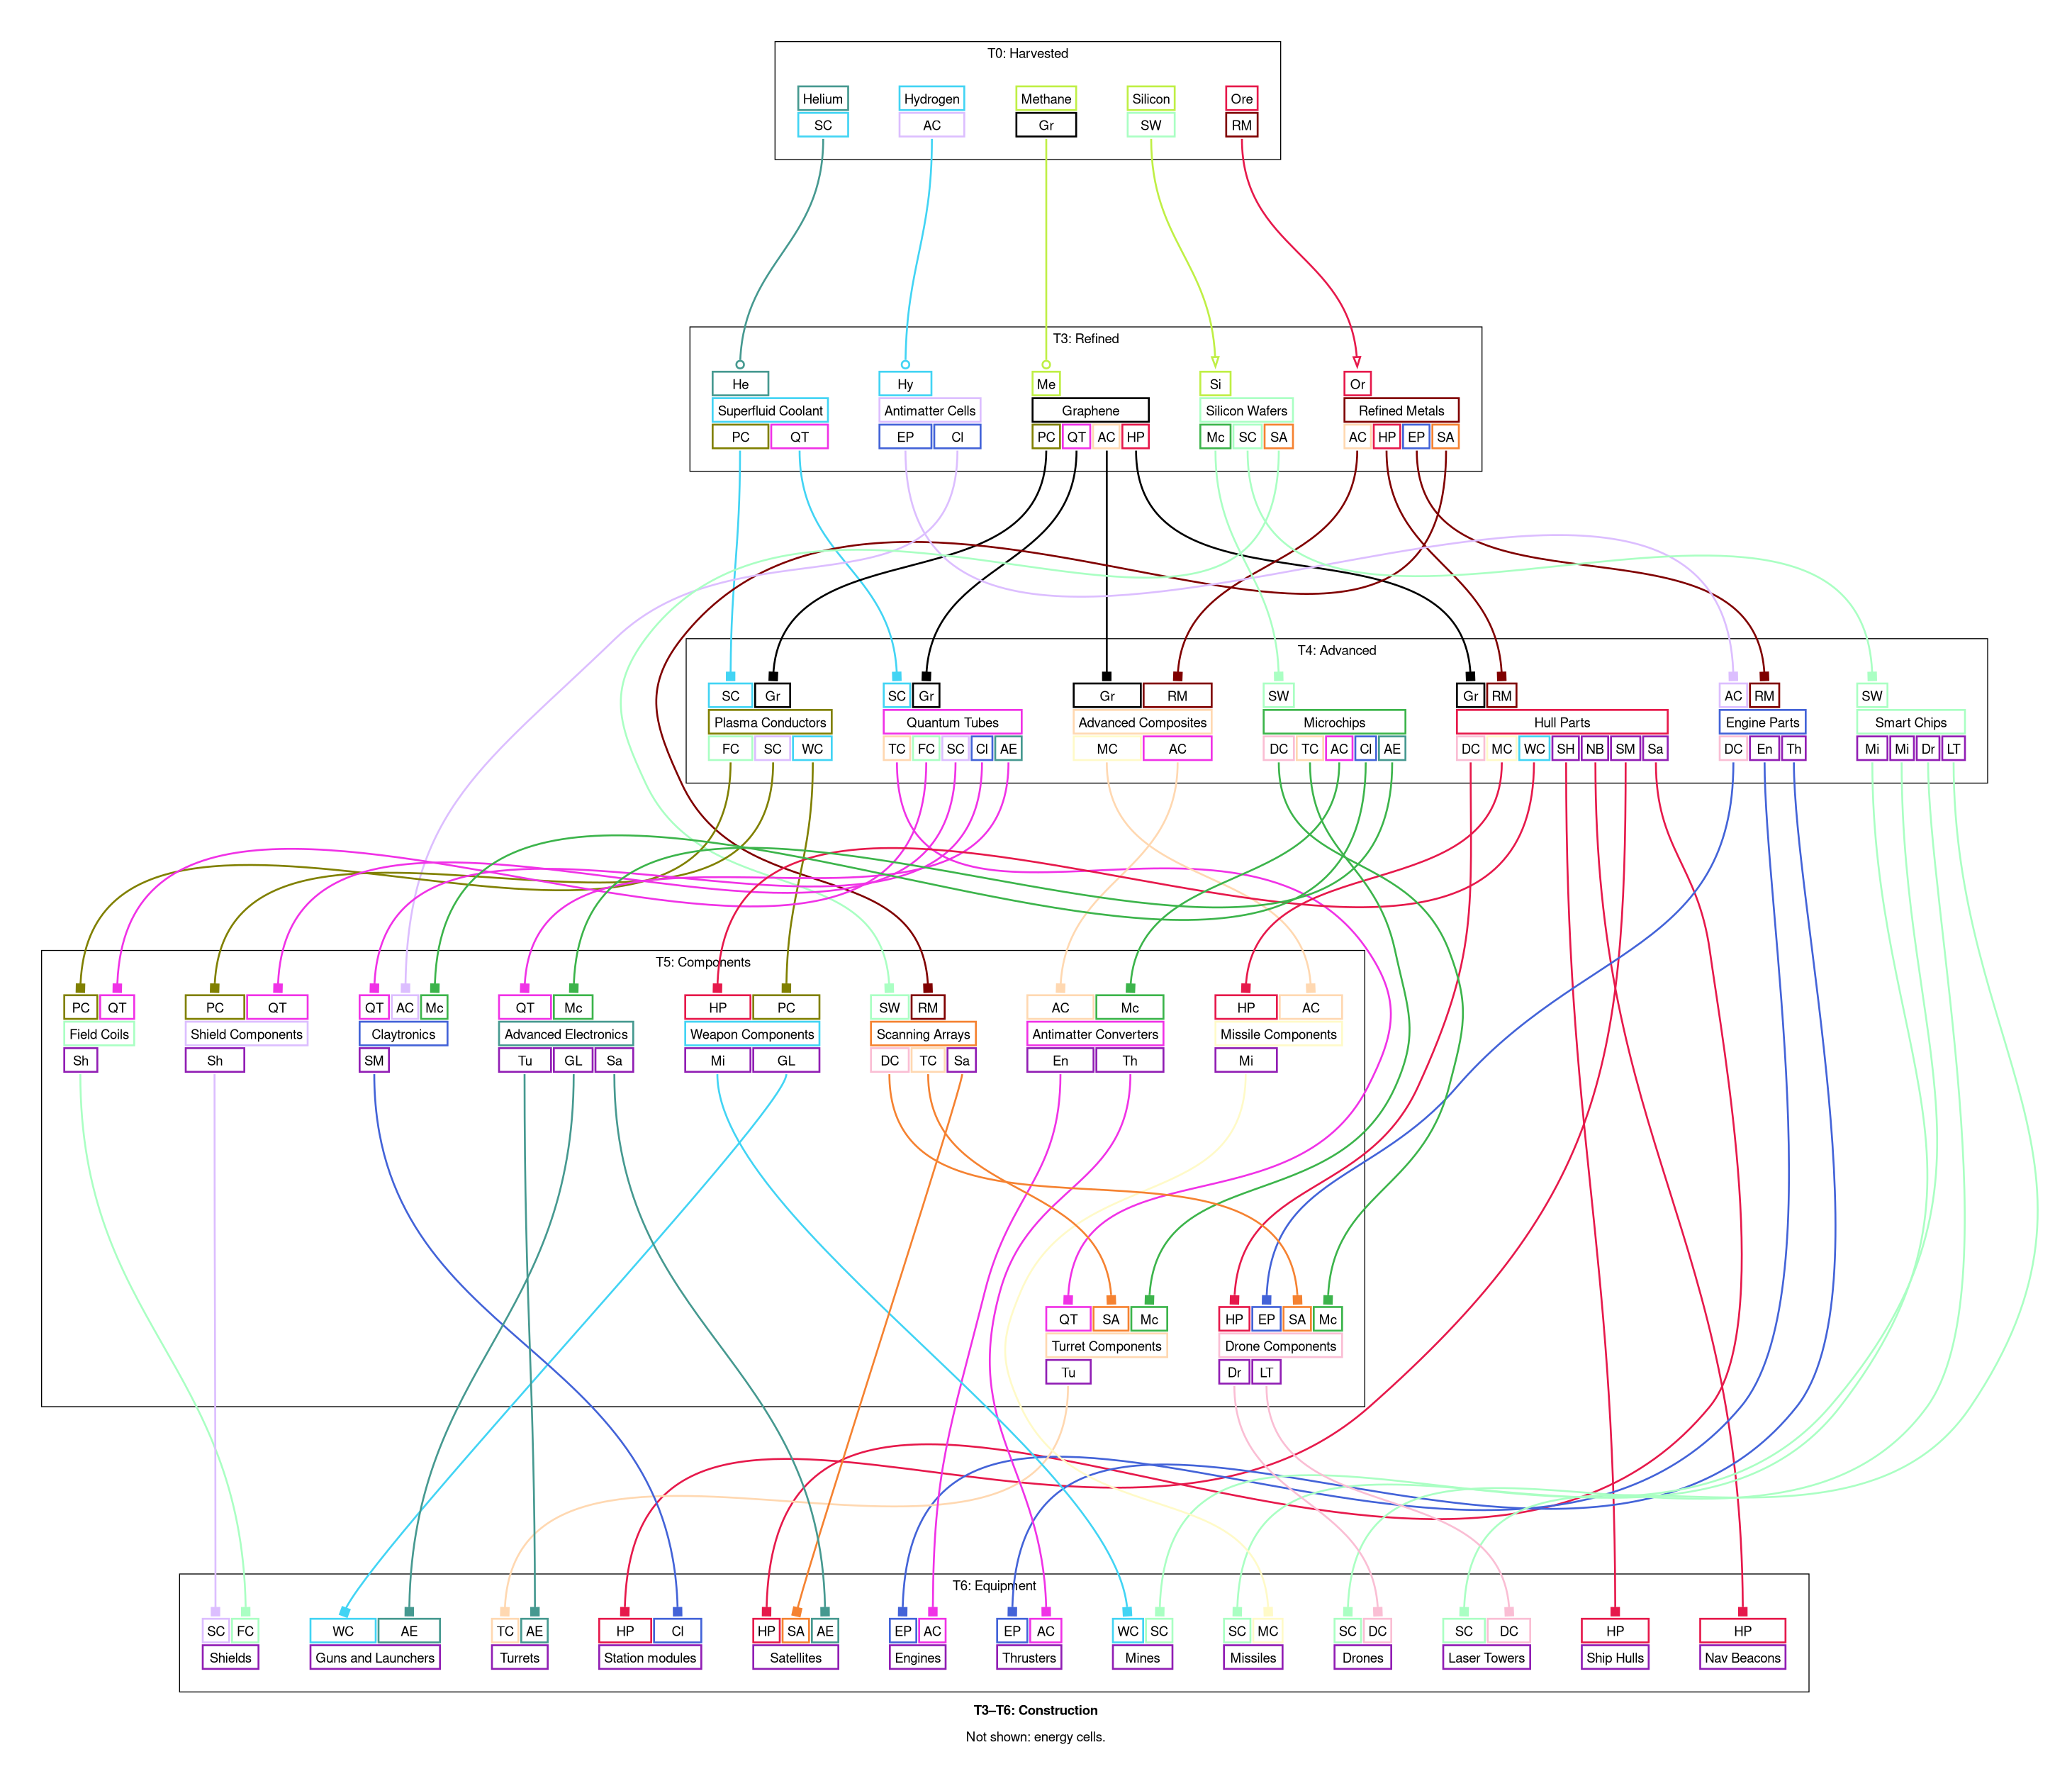 T0: Harvested
Helium Hydrogen Methane Silicon Ore
SC AC Gr SW RM
T3: Refined
He Hy Me Si Or
Superfluid Coolant Antimatter Cells Graphene Silicon Wafers Refined Metals
PC QT EP Cl PC QT AC HP Mc SC SA AC HP EP SA
T4: Advanced
SC Gr SC Gr Gr RM SW Gr RM AC RM SW
Plasma Conductors Quantum Tubes Advanced Composites Microchips Hull Parts Engine Parts Smart Chips
FC SC WC TC FC SC Cl AE MC AC DC TC AC Cl AE DC MC WC SH NB SM Sa DC En Th Mi Mi Dr LT
T5: Components
PC QT PC QT QT AC Mc QT Mc HP PC SW RM AC Mc HP AC
Field Coils Shield Components Claytronics Advanced Electronics Weapon Components Scanning Arrays Antimatter Converters Missile Components
Sh Sh SM Tu GL Sa Mi GL DC TC Sa En Th Mi
QT SA Mc HP EP SA Mc
Turret Components Drone Components
Tu Dr LT
T6: Equipment
SC FC WC AE TC AE HP Cl HP SA AE EP AC EP AC WC SC SC MC SC DC SC DC HP HP
Shields Guns and Launchers Turrets Station modules Satellites Engines Thrusters Mines Missiles Drones Laser Towers Ship Hulls Nav Beacons
T3–T6: Construction
Not shown: energy cells.